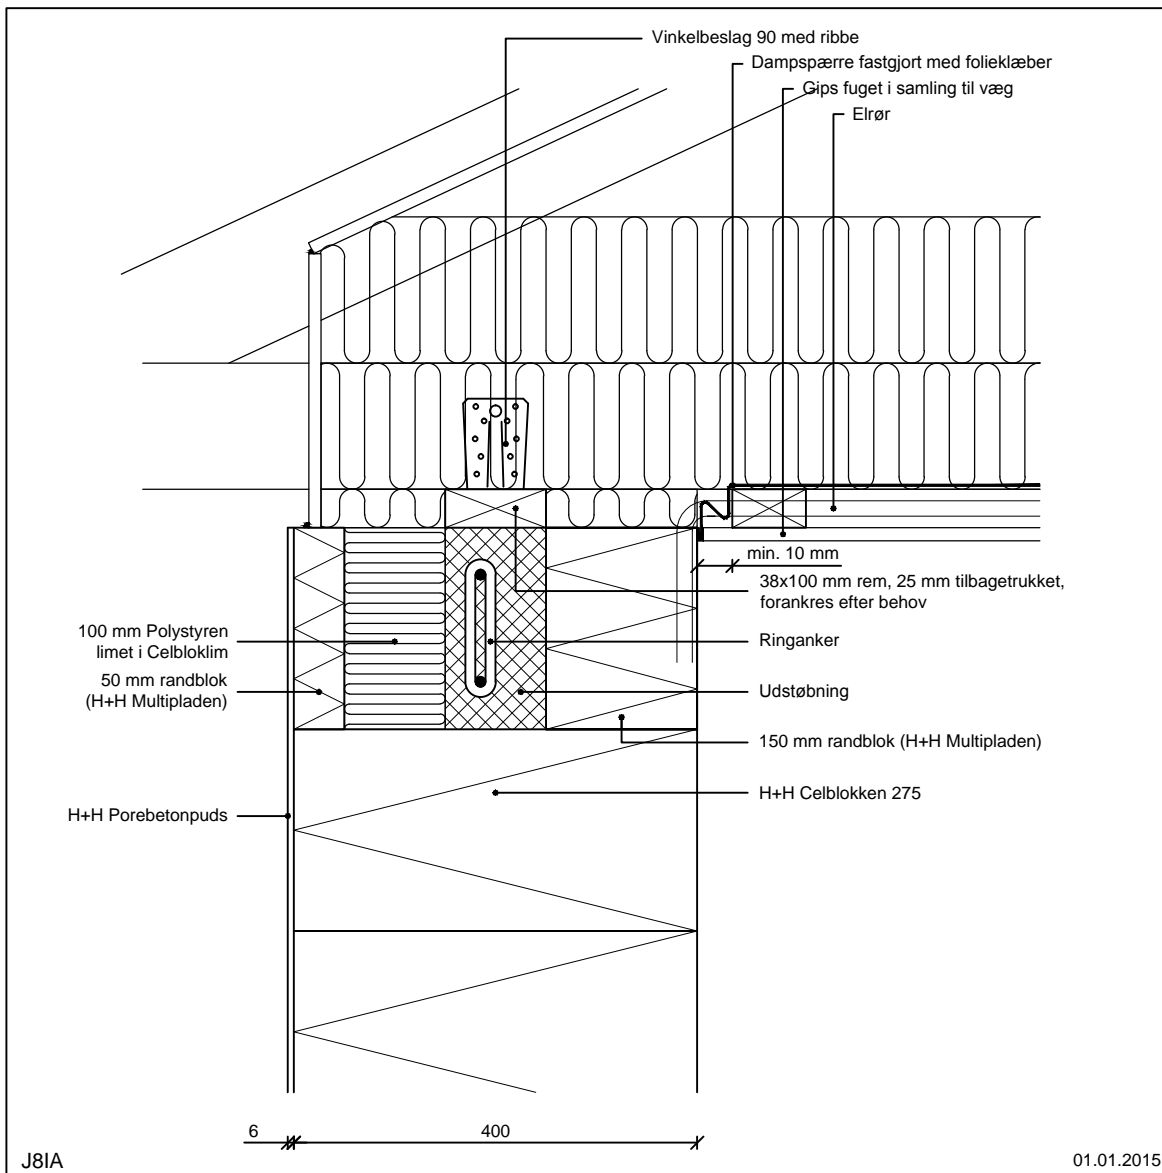 Vinkelbeslag 90 med ribbe
Dampspærre fastgjort med folieklæber
Gips fuget i samling til væg
Elrør
min. 10 mm
38x100 mm rem, 25 mm tilbagetrukket,
forankres efter behov
100 mm Polystyren
limet i Celbloklim
Ringanker
50 mm randblok
(H+H Multipladen)
Udstøbning
150 mm randblok (H+H Multipladen)
H+H Celblokken 275
H+H Porebetonpuds
6
400
J8IA
01.01.2015